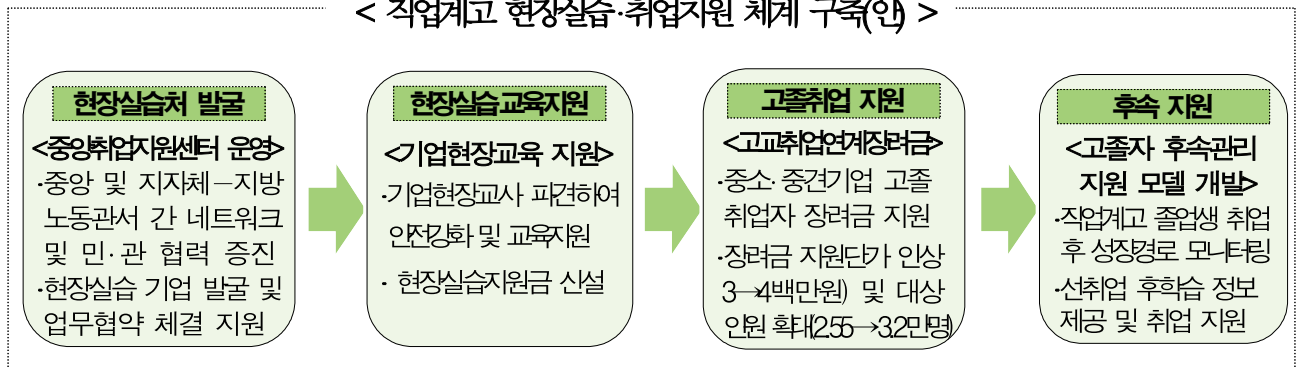 < 직업계고 현장실습·취업지원 체계 구축(안) >
현장실습처 발굴
<중앙취업지원센터 운영>
·중앙 및 지자체-지방
노동관서 간 네트워크
및 민·관 협력 증진
·현장실습 기업 발굴 및
업무협약 체결 지원
현장실습교육지원
<기업현장교육 지원>
·기업현장교사 파견하여
안전강화 및 교육지원
· 현장실습지원금 신설
고졸취업 지원
<고교취업연계장려금>
·중소·중견기업 고졸
취업자 장려금 지원
·장려금 지원단가 인상
3→4백만원) 및 대상
인원 확대(2.55→3.2만명)
후속 지원
<고졸자 후속관리
지원 모델 개발>
·직업계고 졸업생 취업
후 성장경로 모니터링
·선취업 후학습 정보
제공 및 취업 지원